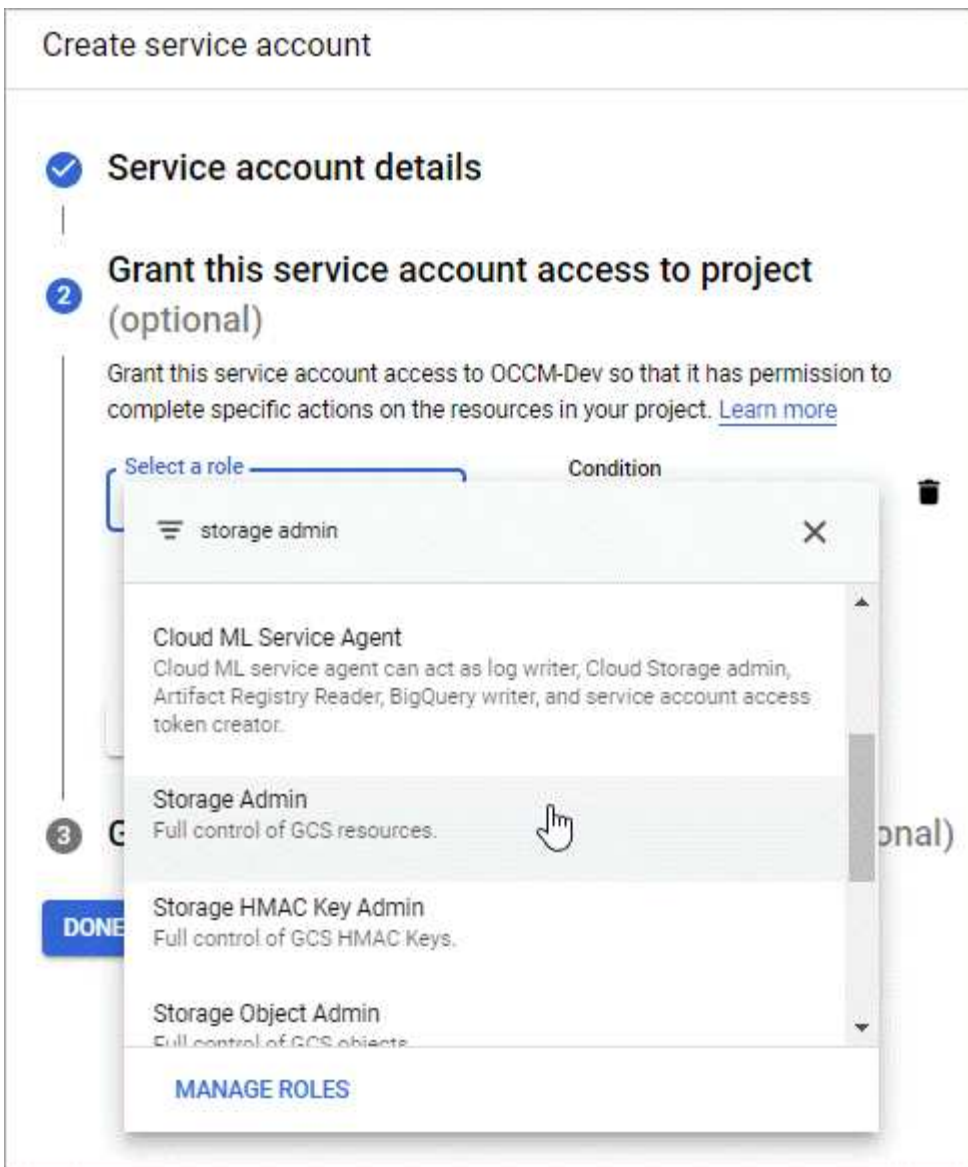 Create service account
Service account details
2
Grant this service account access to project
(optional)
Grant this service account access to OCCM-Dev so that it has permission to
complete specific actions on the resources in your project. Learn more
Select a role
Condition
storage admin
Cloud ML Service Agent
Cloud ML service agent can act as log writer, Cloud Storage admin,
Artifact Registry Reader, BigQuery writer, and service account access
token creator.
Storage Admin
Full control of GCS resources.
3
G
onal)
Storage HMAC Key Admin
Full control of GCS HMAC Keys.
DONE
Storage Object Admin
Full control of GCS objects
MANAGE ROLES